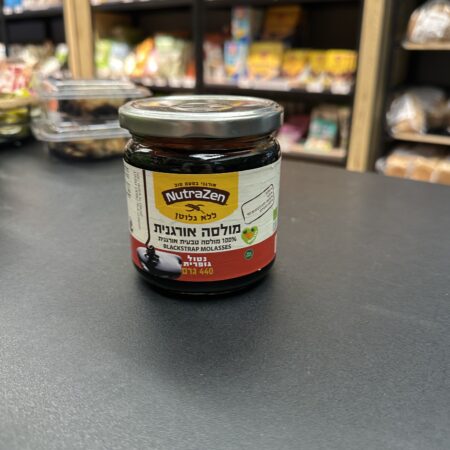 אורגני בטעם טוב
NutraZen
ללא גלוטן
מולסה אורגנית
100% מולסה טבעית אורגנית
BLACKSTRAP MOLASSES
נטול
גופרית
440 גרם